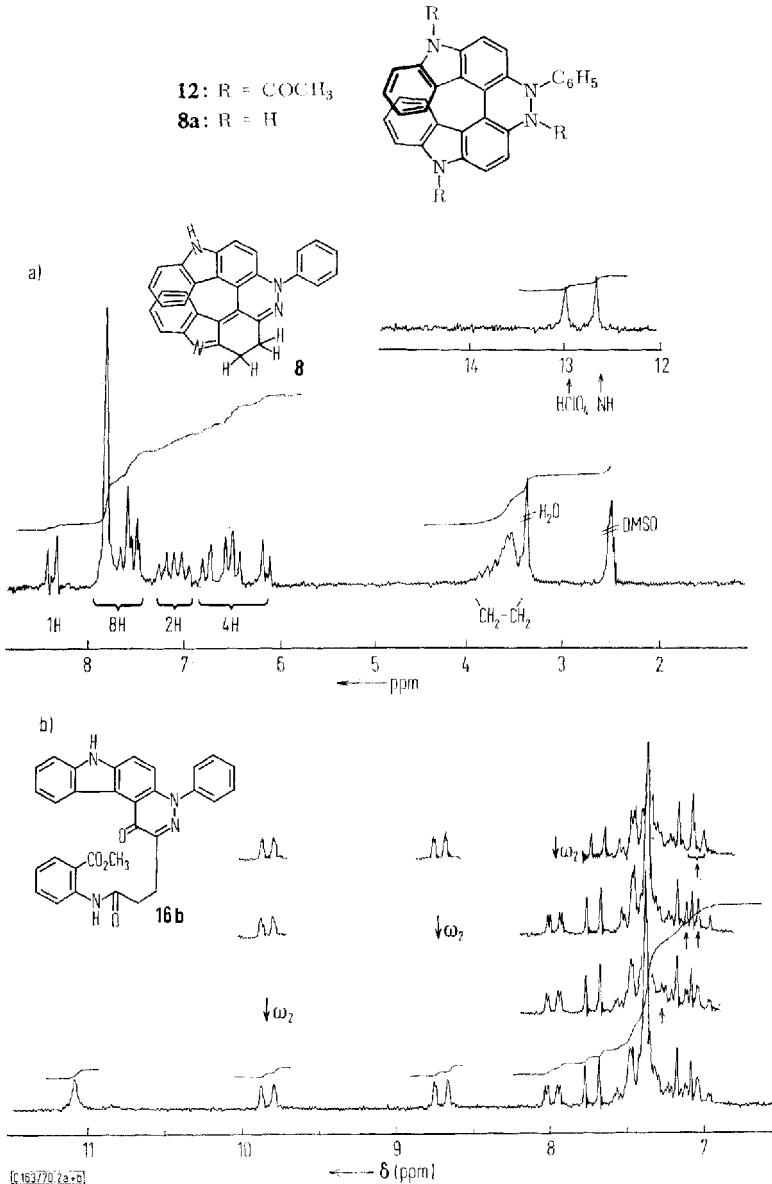 R
N
12: R = COCH₃
8a: R = H
N
C₆H₅
N
R
N
R
a)
H
N
N
N
N
H
H
H H
8
14 13 12
HClO₄ NH
H₂O
DMSO
CH₂-CH₂
1H 8H 2H 4H
8 7 6 5 4 3 2
ppm
b)
H
N
N
N
O
CO₂CH₃
N
H
O
16b
ω₂
ω₂
ω₂
11 10 9 8 7
δ (ppm)
[C163770.2a+b]